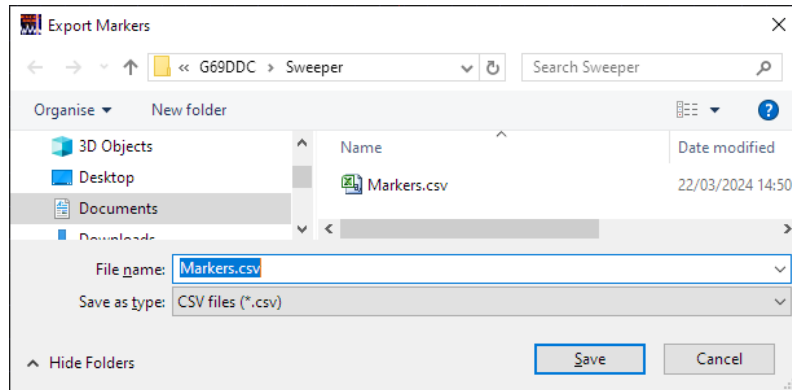 Export Markers
« G69DDC > Sweeper
Search Sweeper
Organise
New folder
3D Objects
Desktop
Documents
Downloads
Name
Date modified
Markers.csv
22/03/2024 14:50
File name: Markers.csv
Save as type: CSV files (*.csv)
Hide Folders
Save
Cancel